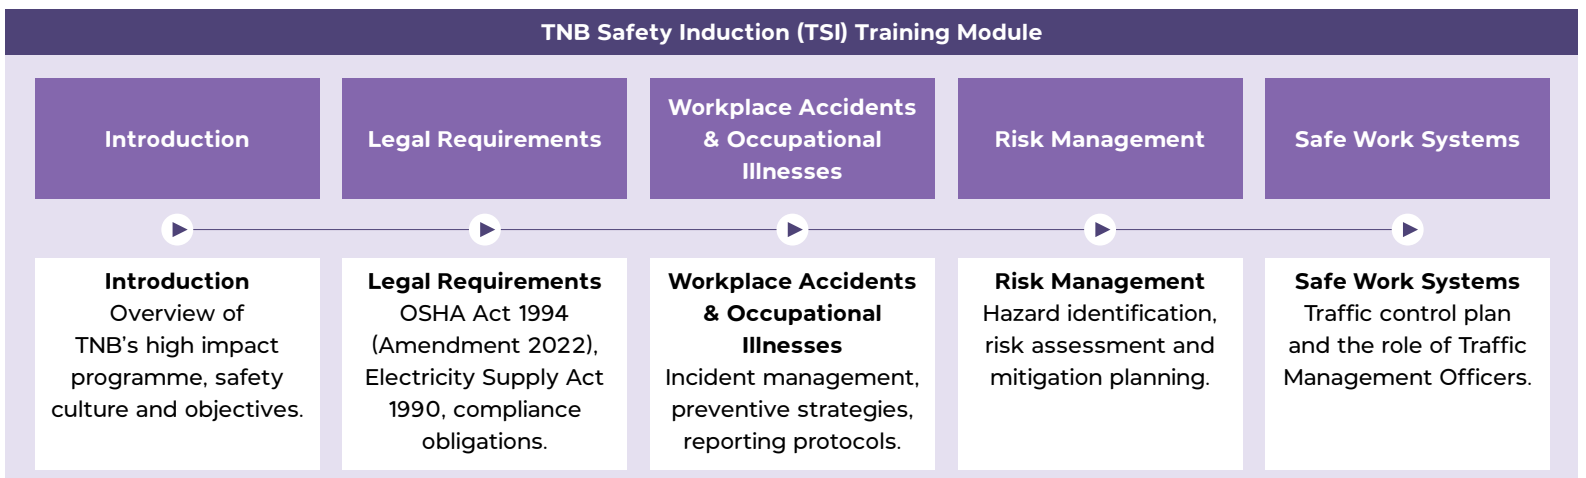 TNB Safety Induction (TSI) Training Module
Introduction
Legal Requirements
Workplace Accidents
& Occupational
Illnesses
Risk Management
Safe Work Systems
Introduction
Overview of
TNB's high impact
programme, safety
culture and objectives.
Legal Requirements
OSHA Act 1994
(Amendment 2022),
Electricity Supply Act
1990, compliance
obligations.
Workplace Accidents
& Occupational
Illnesses
Incident management,
preventive strategies,
reporting protocols.
Risk Management
Hazard identification,
risk assessment and
mitigation planning.
Safe Work Systems
Traffic control plan
and the role of Traffic
Management Officers.